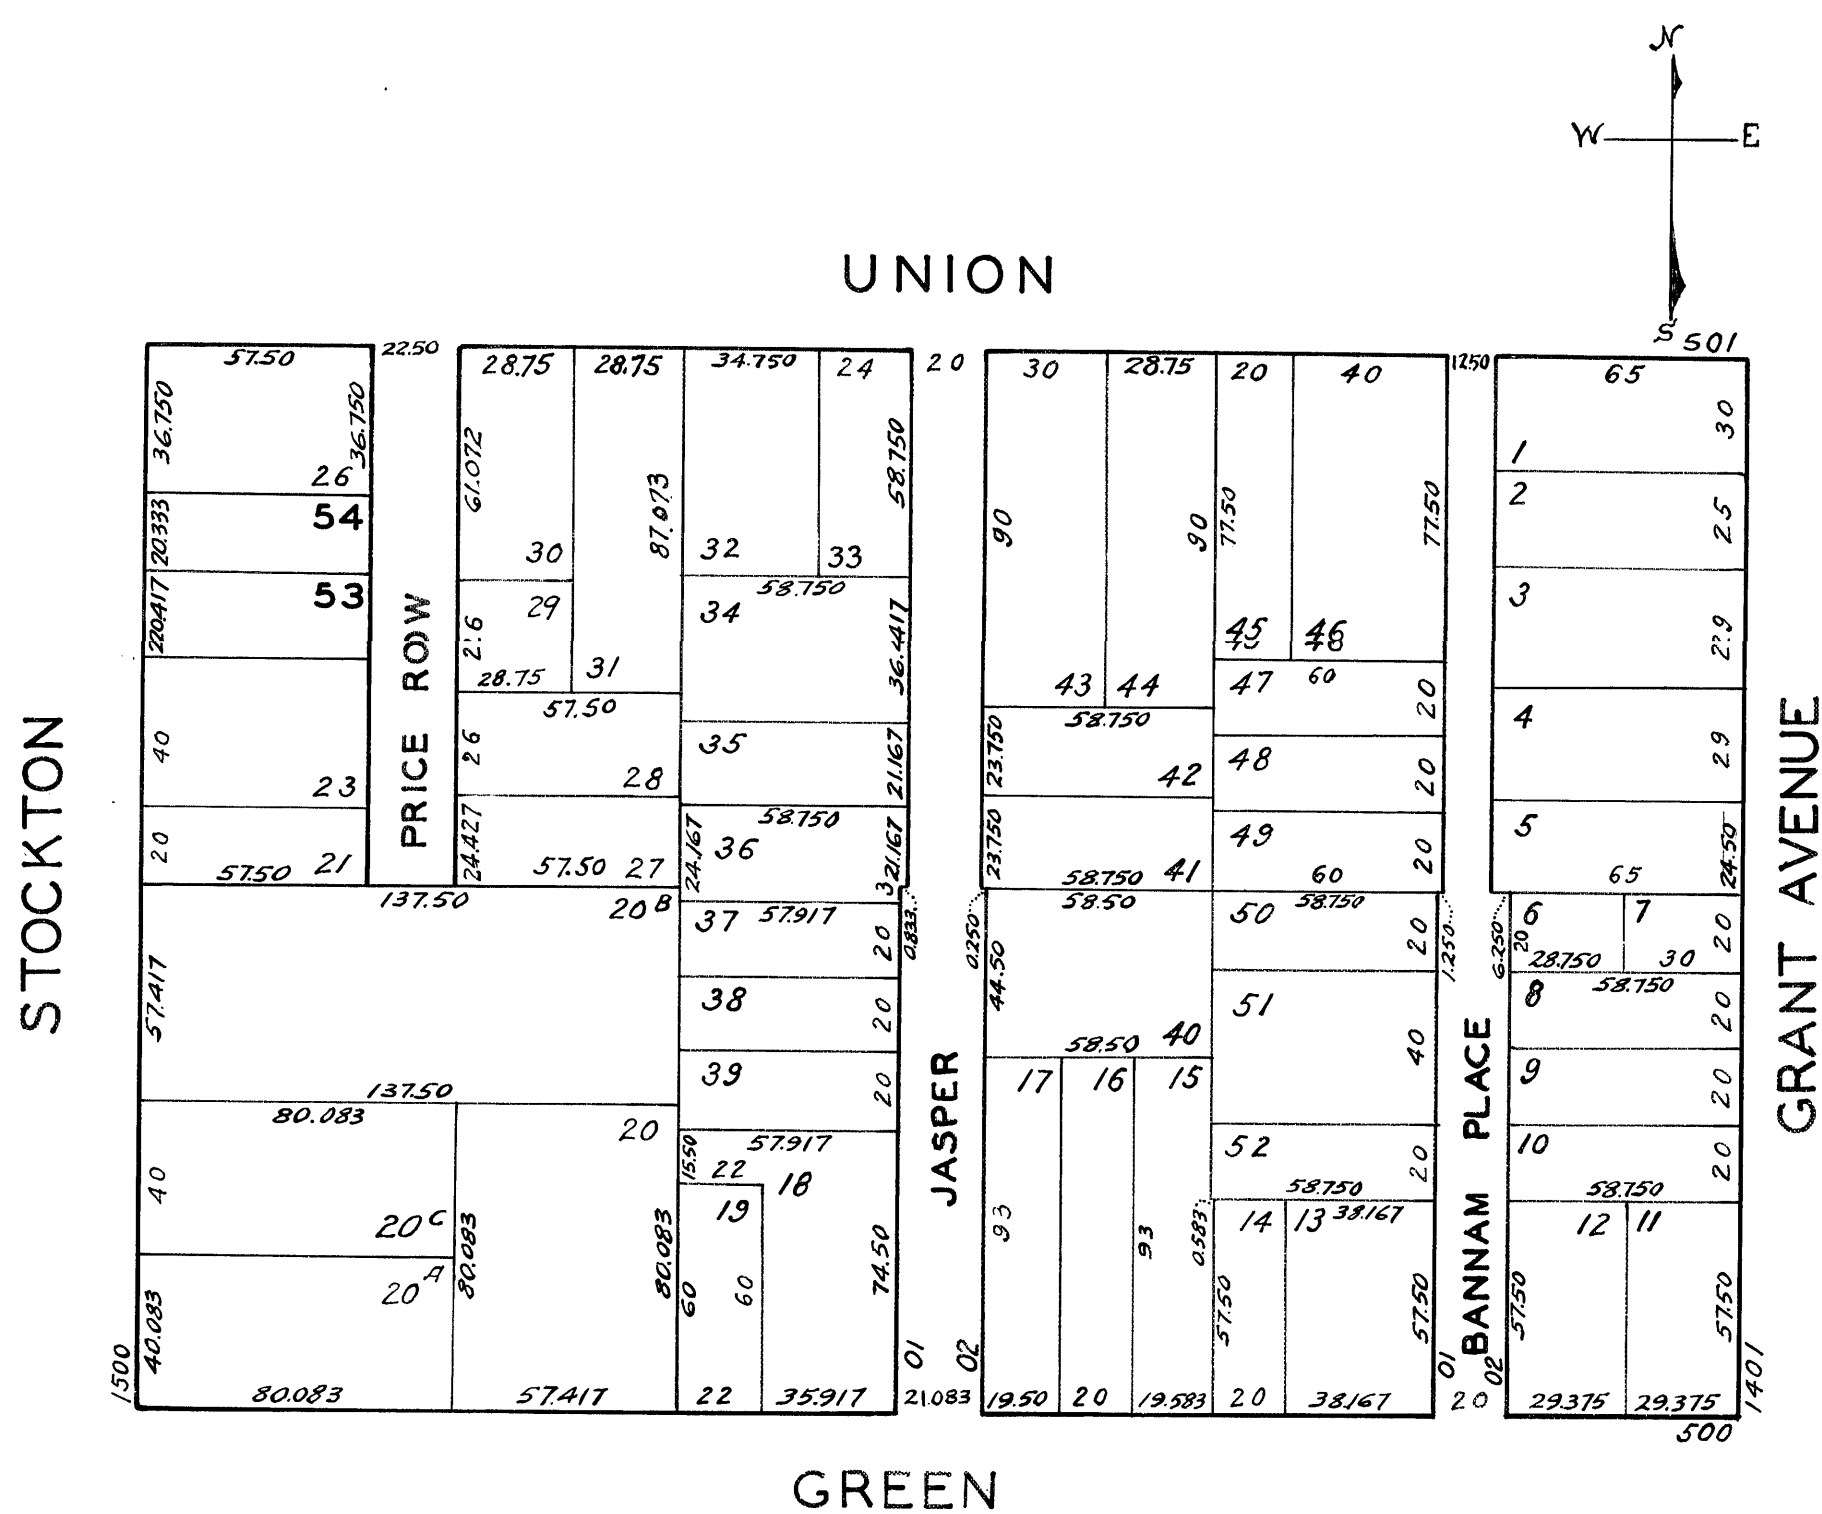 N
W E
S
501
UNION
57.50 22.50 28.75 28.75 34.750 24 20 30 28.75 20 40 12.50 65
36.750 36.750 61.072 87.073 58.750 90 90 77.50 77.50 30
26 1
54 2
20.333 30 32 33 25
58.750
53 29 34 3
220.417 36.417 45 46 229
26 31 43 44 47 60 20
28.75
57.50 58.750
PRICE ROW
40 26 35 21.167 23.750 42 48 20 4 29
23 28
58.750
20 24.427 24.167 36 21.167 23.750 49 20 5 24.50
57.50 21 57.50 27 3 58.750 41 60 65
137.50 20B 37 57.917 0.833 0.250 58.50 50 58.750 1.250 6.250 6 7
20 20 20 28.750 30 20
57.417 44.50 58.750
38 20 51 40 8 20
58.50 40
137.50 39 20 17 16 15 9 20
80.083 20 57.917 52 20 10 20
15.50 22 18 58.750 58.750
40 20C 80.083 80.083 19 93 93 0.583 14 13 38.167 12 11
20A 60 60 74.50 57.50 57.50 57.50 57.50
40.083
1500 01 02 01 02 1401
80.083 57.417 22 35.917 21.083 19.50 20 19.583 20 38.167 20 29.375 29.375
500
STOCKTON
JASPER
BANNAM PLACE
GRANT AVENUE
GREEN